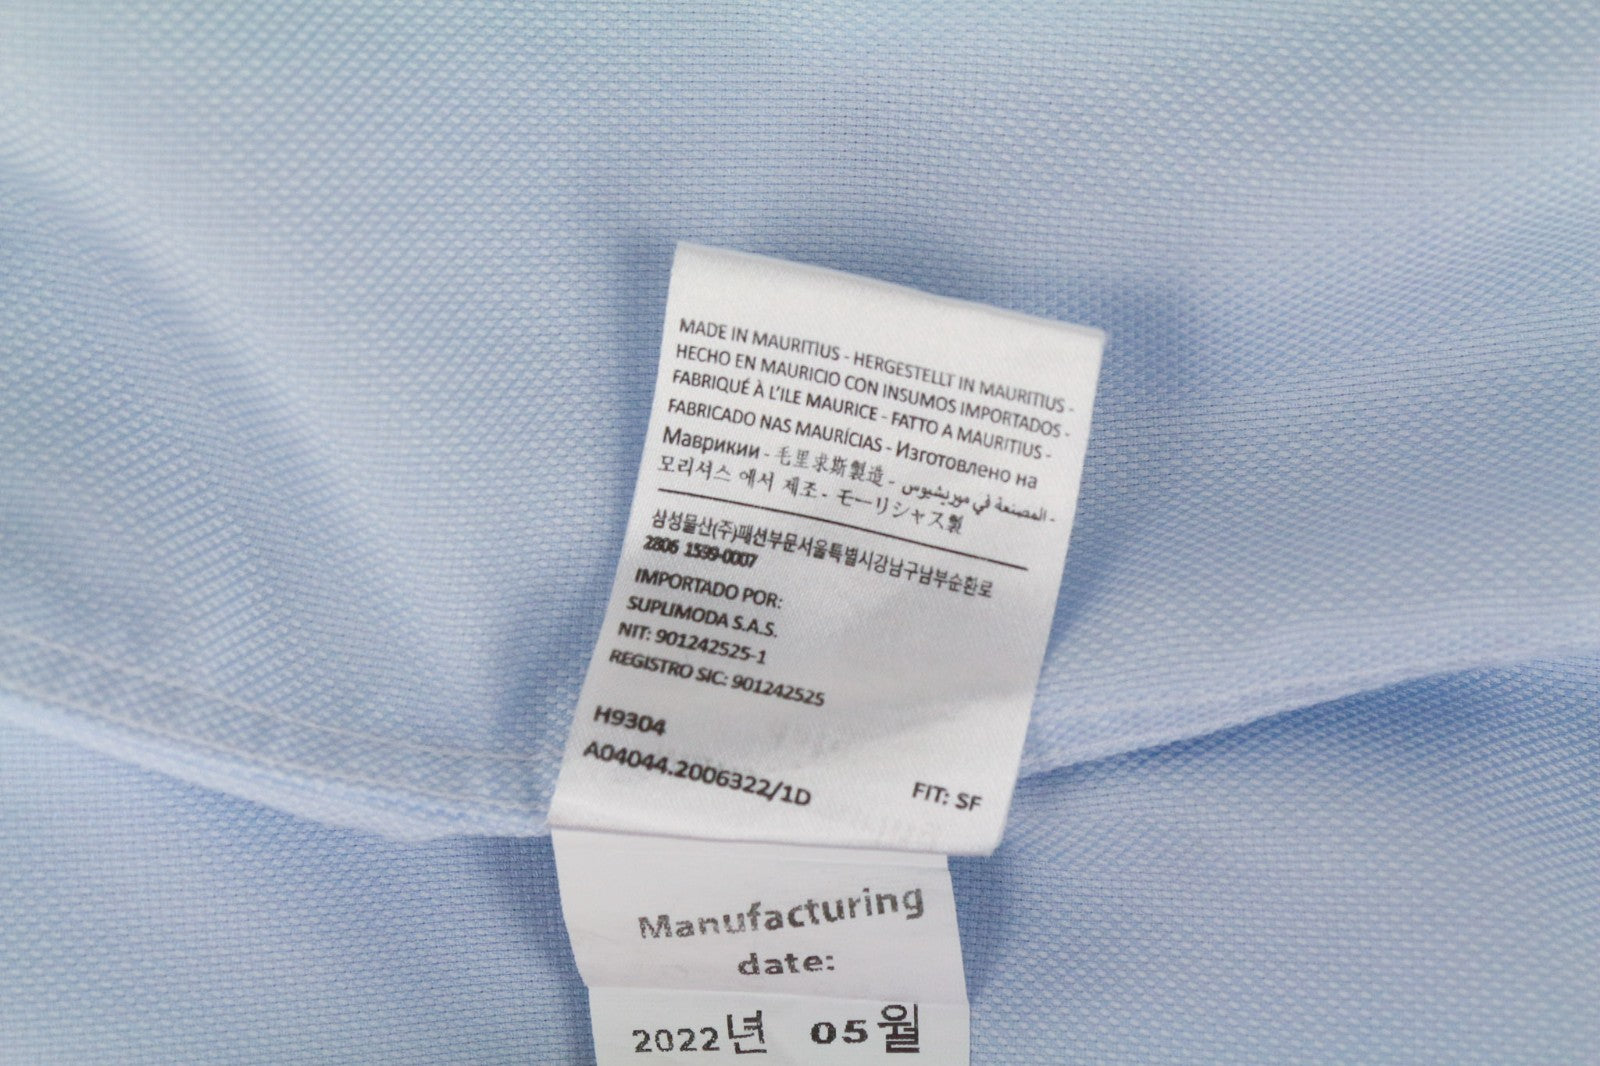 MADE IN MAURITIUS - HERGESTELLT IN MAURITIUS -
HECHO EN MAURICIO CON INSUMOS IMPORTADOS -
FABRIQUÉ À L'ILE MAURICE - FATTO A MAURITIUS -
FABRICADO NAS MAURÍCIAS - Изготовлено на
Маврикии - 毛里求斯製造 - المصنعة في موريشيوس -
모리셔스 에서 제조 - モーリシャス製
삼성물산(주)패션부문서울특별시강남구남부순환로
2806 1599-0007
IMPORTADO POR:
SUPLIMODA S.A.S.
NIT: 901242525-1
REGISTRO SIC: 901242525
H9304
A04044.2006322/1D FIT: SF
Manufacturing
date:
2022년 05월